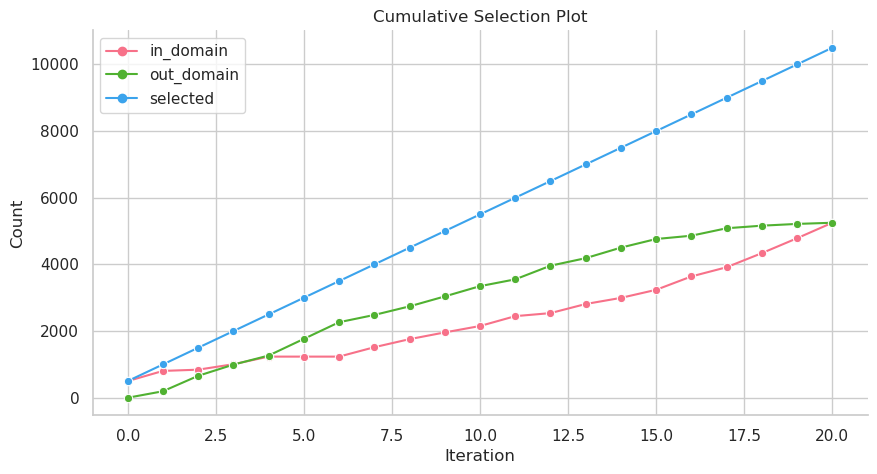 Cumulative Selection Plot
in_domain
out_domain
selected
10000
8000
6000
4000
2000
0
Count
0.0 2.5 5.0 7.5 10.0 12.5 15.0 17.5 20.0
Iteration